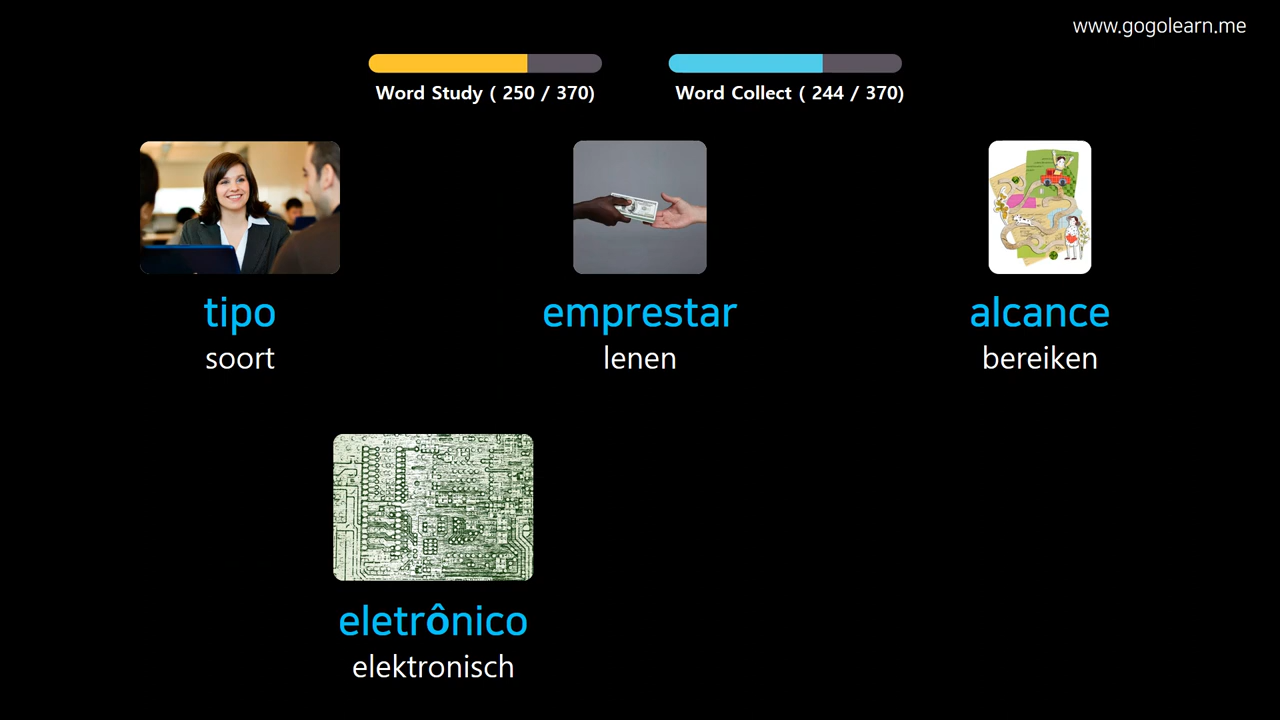 www.gogolearn.me
Word Study ( 250 / 370)
Word Collect ( 244 / 370)
tipo
soort
emprestar
lenen
alcance
bereiken
eletrônico
elektronisch